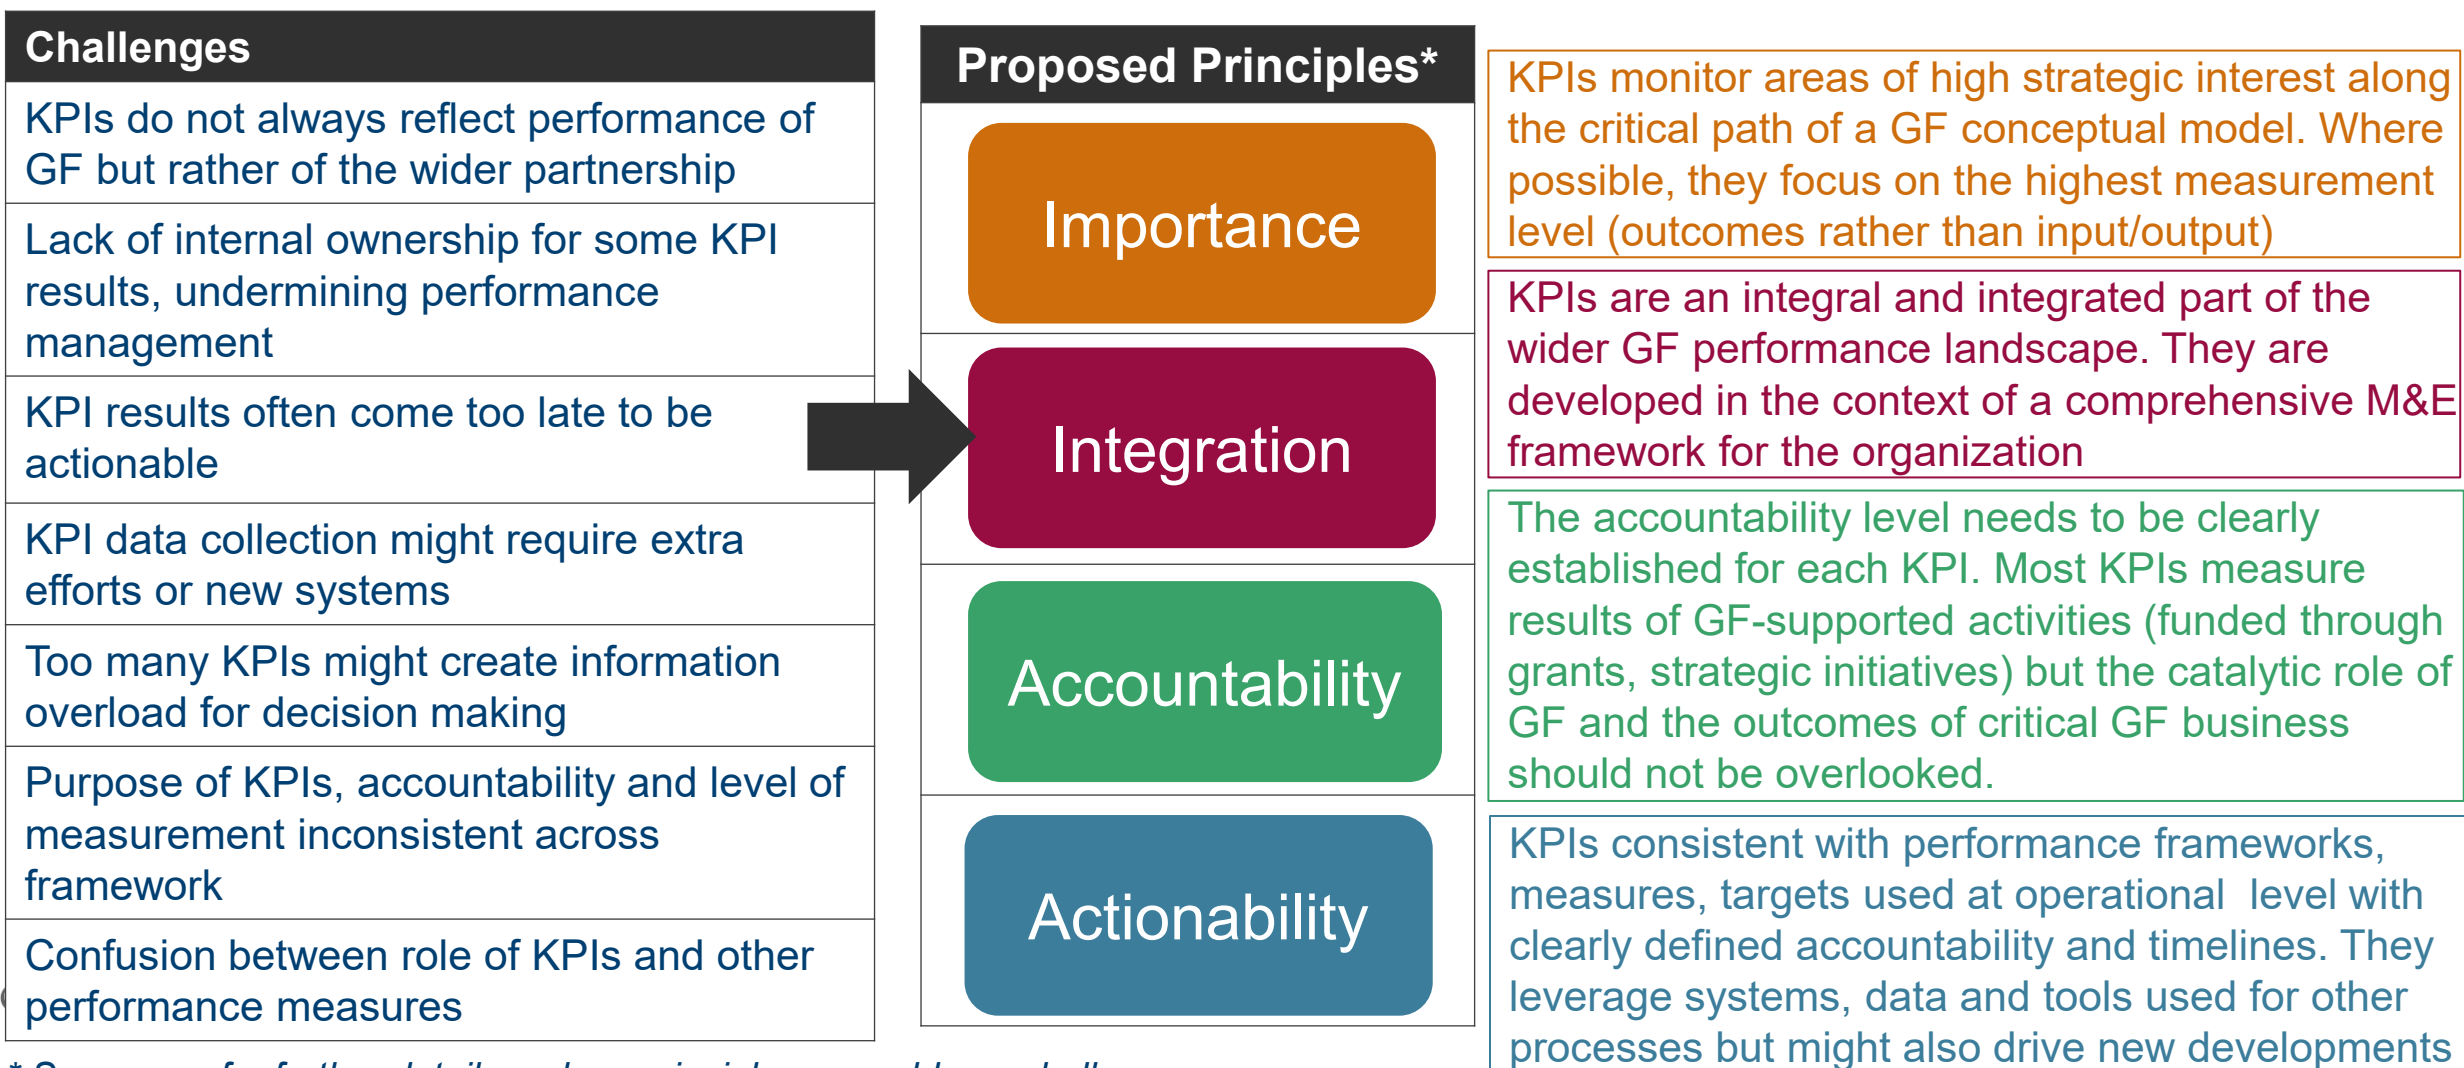 Challenges
KPIs do not always reflect performance of
GF but rather of the wider partnership
Lack of internal ownership for some KPI
results, undermining performance
management
KPI results often come too late to be
actionable
KPI data collection might require extra
efforts or new systems
Too many KPIs might create information
overload for decision making
Purpose of KPIs, accountability and level of
measurement inconsistent across
framework
Confusion between role of KPIs and other
performance measures
Proposed Principles*
Importance
Integration
Accountability
Actionability
KPIs monitor areas of high strategic interest along
the critical path of a GF conceptual model. Where
possible, they focus on the highest measurement
level (outcomes rather than input/output)
KPIs are an integral and integrated part of the
wider GF performance landscape. They are
developed in the context of a comprehensive M&E
framework for the organization
The accountability level needs to be clearly
established for each KPI. Most KPIs measure
results of GF-supported activities (funded through
grants, strategic initiatives) but the catalytic role of
GF and the outcomes of critical GF business
should not be overlooked.
KPIs consistent with performance frameworks,
measures, targets used at operational level with
clearly defined accountability and timelines. They
leverage systems, data and tools used for other
processes but might also drive new developments